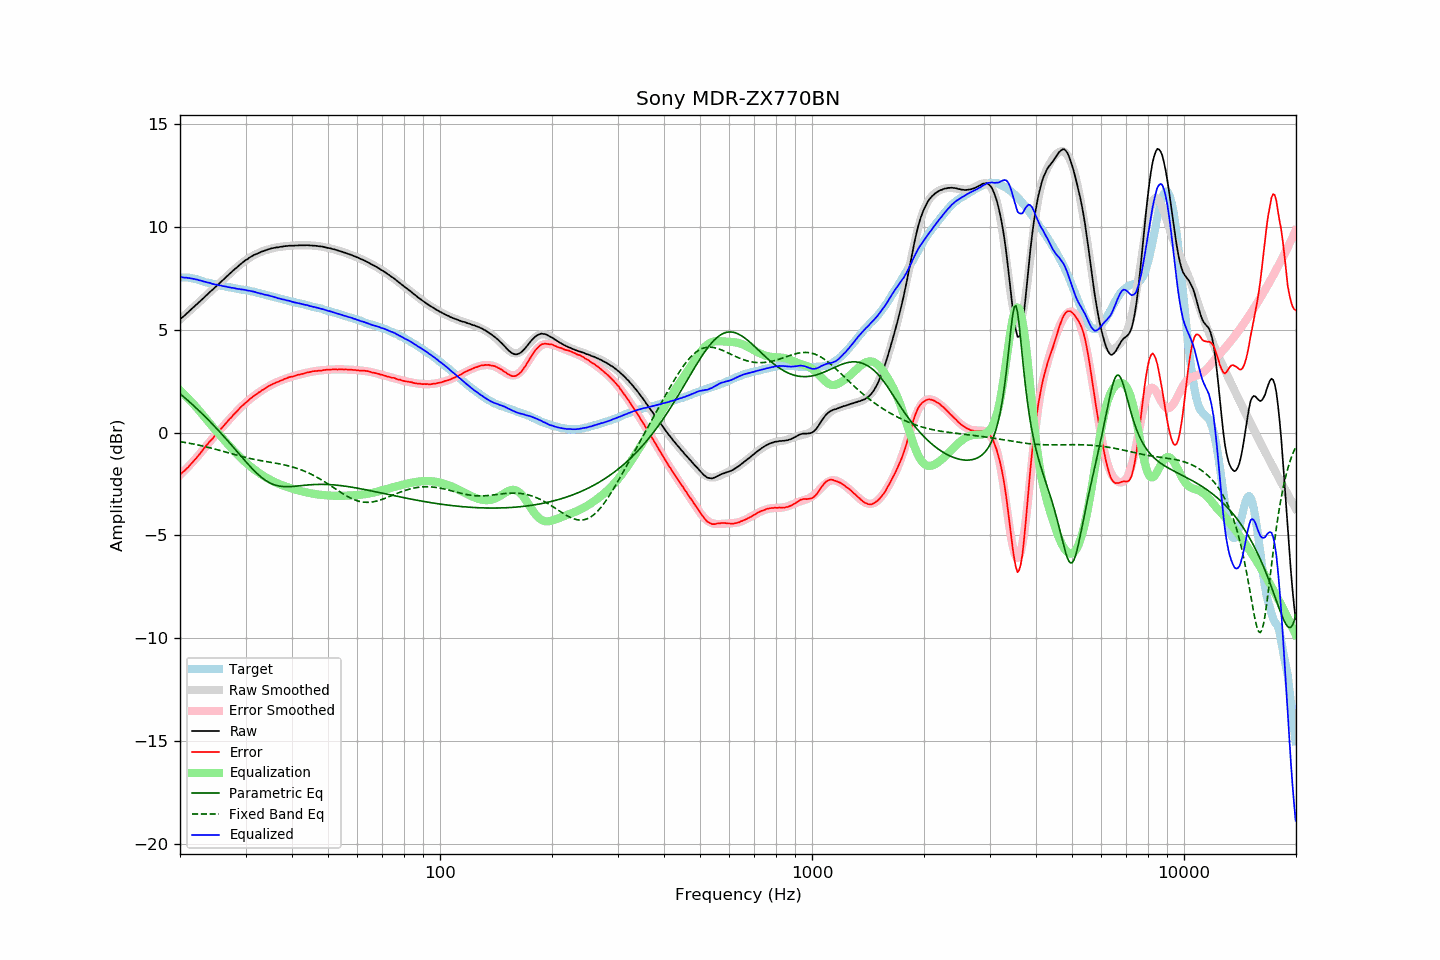 Sony MDR-ZX770BN
15
10
5
0
−5
−10
−15
−20
Amplitude (dBr)
100
1000
10000
Frequency (Hz)
Target
Raw Smoothed
Error Smoothed
Raw
Error
Equalization
Parametric Eq
Fixed Band Eq
Equalized